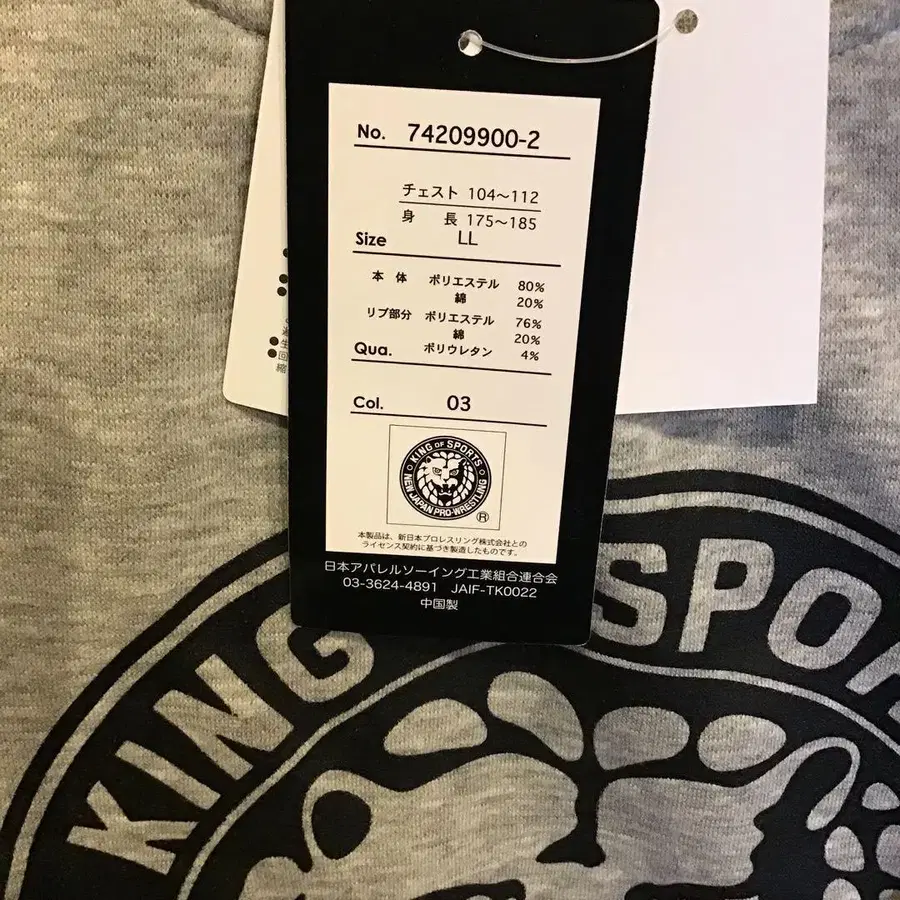 No. 74209900-2
チェスト 104〜112
身 長 175〜185
Size LL
本 体 ポリエステル 80%
綿 20%
リブ部分 ポリエステル 76%
綿 20%
Qua. ポリウレタン 4%
Col. 03
KING OF SPORTS
NEW JAPAN PRO-WRESTLING
®
本製品は、新日本プロレスリング株式会社との
ライセンス契約に基づき製造したものです。
日本アパレルソーイング工業組合連合会
03-3624-4891 JAIF-TK0022
中国製
生
回
縮
KING SPO